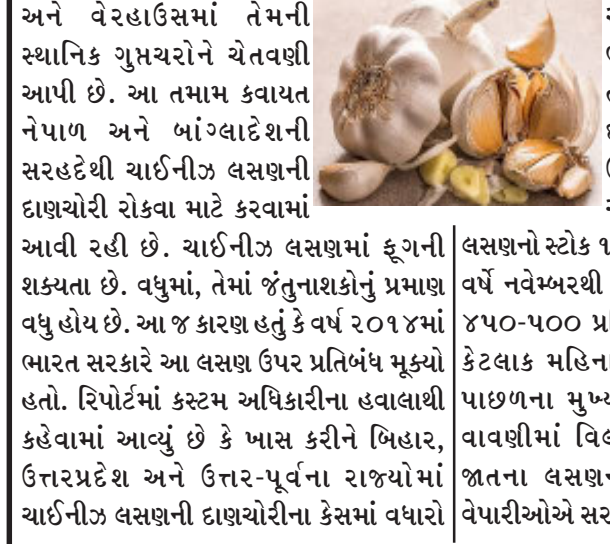 અને વેરહાઉસમાં તેમની
સ્થાનિક ગુપ્તચરોને ચેતવણી
આપી છે. આ તમામ કવાયત
નેપાળ અને બાંગ્લાદેશની
સરહદેથી ચાઈનીઝ લસણની
દાણચોરી રોકવા માટે કરવામાં
આવી રહી છે. ચાઈનીઝ લસણમાં ફૂગની
શક્યતા છે. વધુમાં, તેમાં જંતુનાશકોનું પ્રમાણ
વધુ હોય છે. આ જ કારણ હતું કે વર્ષ ૨૦૧૪માં
ભારત સરકારે આ લસણ ઉપર પ્રતિબંધ મૂક્યો
હતો. રિપોર્ટમાં કસ્ટમ અધિકારીના હવાલાથી
કહેવામાં આવ્યું છે કે ખાસ કરીને બિહાર,
ઉત્તરપ્રદેશ અને ઉત્તર-પૂર્વના રાજ્યોમાં
ચાઈનીઝ લસણની દાણચોરીના કેસમાં વધારો
લસણનો સ્ટોક
વર્ષે નવેમ્બરથી
૪૫૦-૫૦૦
કેટલાક
પાછળના
વાવણીમાં
જાતના
વેપારીઓએ